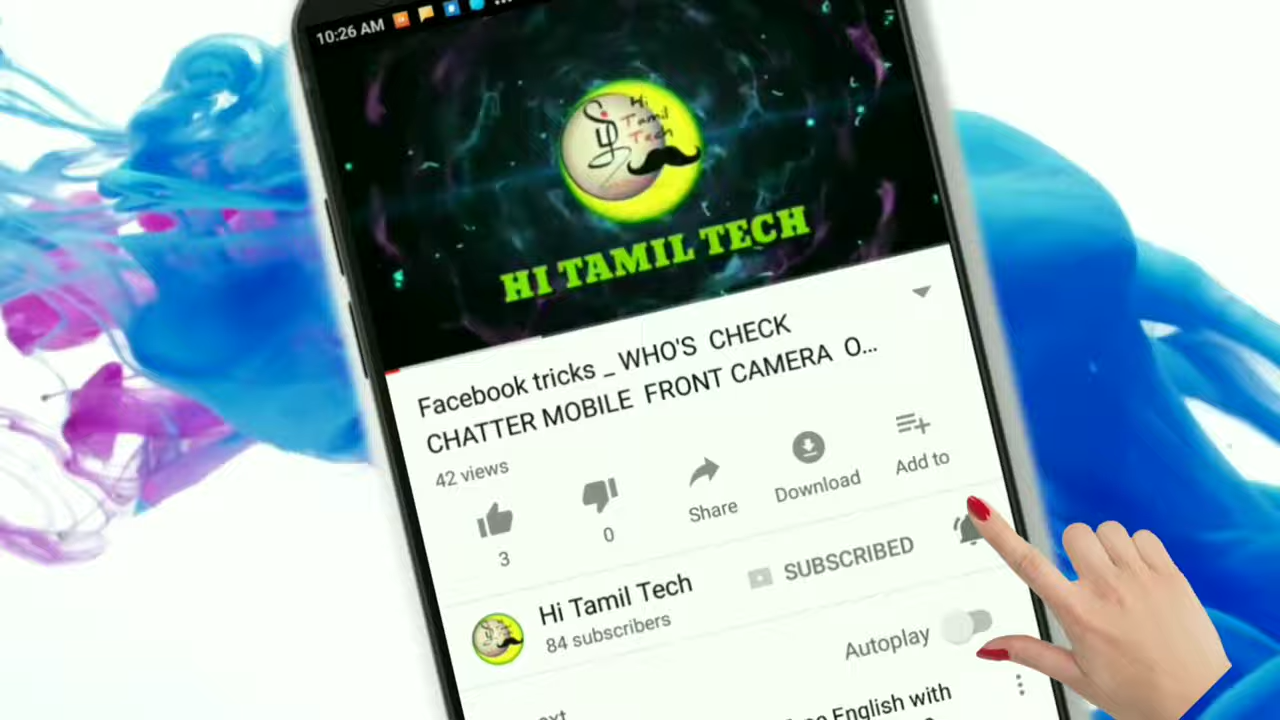 10:26 AM
Hi
Tamil
Tech
HI TAMIL TECH
Facebook tricks _ WHO'S CHECK
CHATTER MOBILE FRONT CAMERA O...
42 views
3
0
Share
Download
Add to
Hi Tamil Tech
84 subscribers
SUBSCRIBED
Autoplay
English with